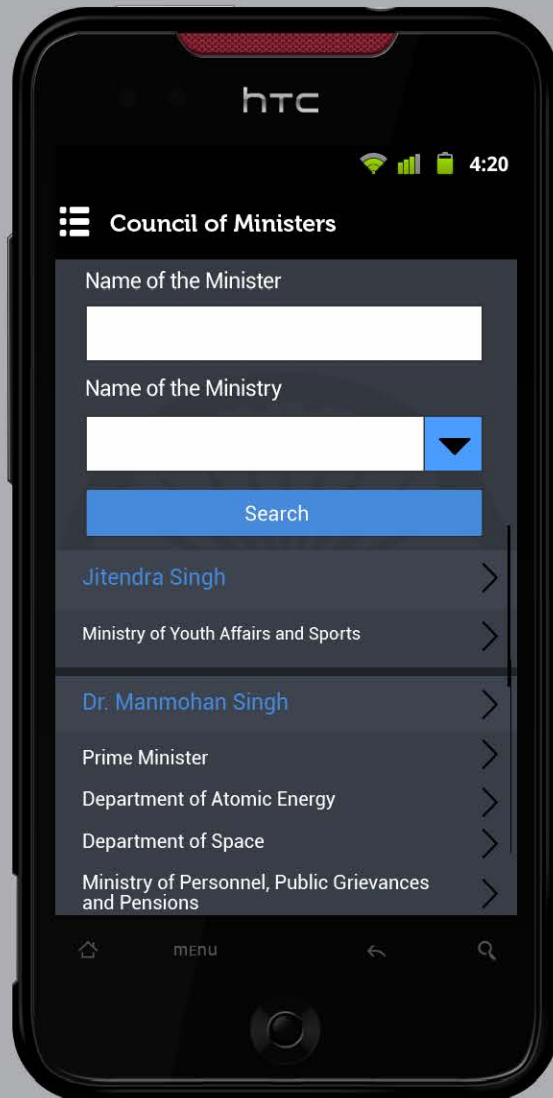 hTC
4:20
Council of Ministers
Name of the Minister
Name of the Ministry
Search
Jitendra Singh
Ministry of Youth Affairs and Sports
Dr. Manmohan Singh
Prime Minister
Department of Atomic Energy
Department of Space
Ministry of Personnel, Public Grievances
and Pensions
mEnu